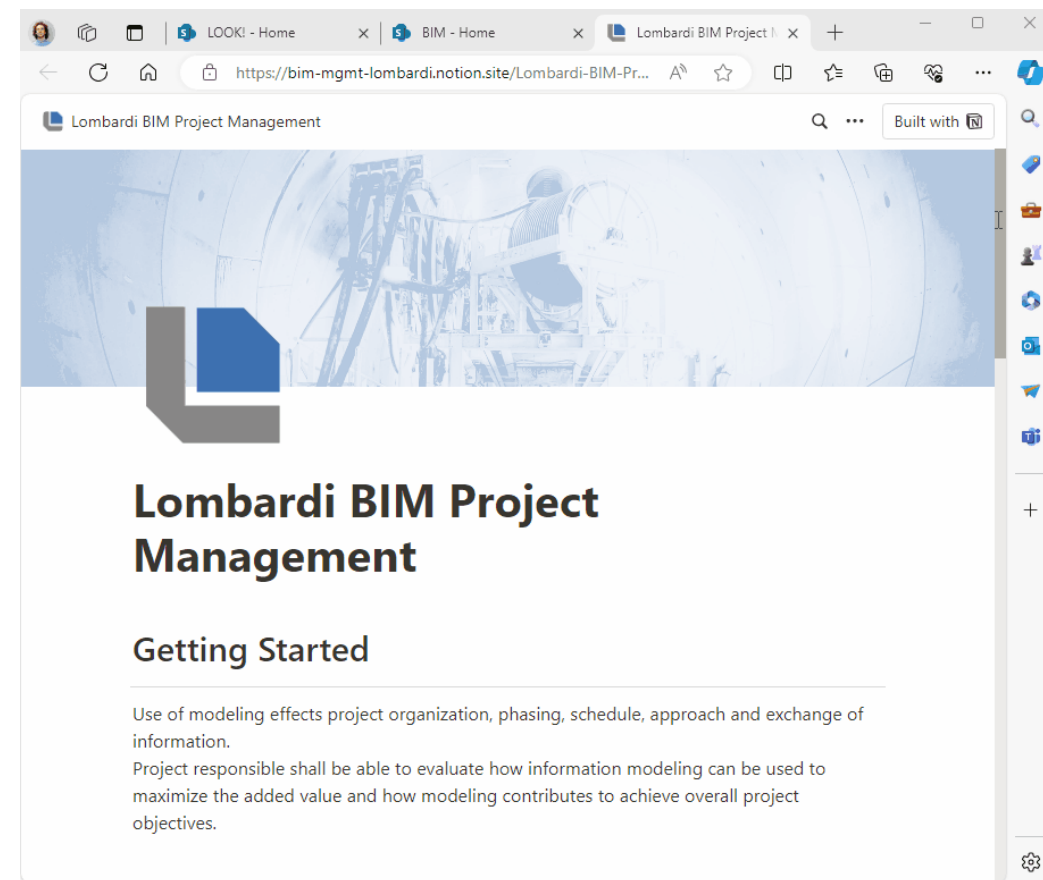 LOOK! - Home
BIM - Home
Lombardi BIM Project
https://bim-mgmt-lombardi.notion.site/Lombardi-BIM-Pr...
Lombardi BIM Project Management
Built with
Lombardi BIM Project
Management
Getting Started
Use of modeling effects project organization, phasing, schedule, approach and exchange of
information.
Project responsible shall be able to evaluate how information modeling can be used to
maximize the added value and how modeling contributes to achieve overall project
objectives.